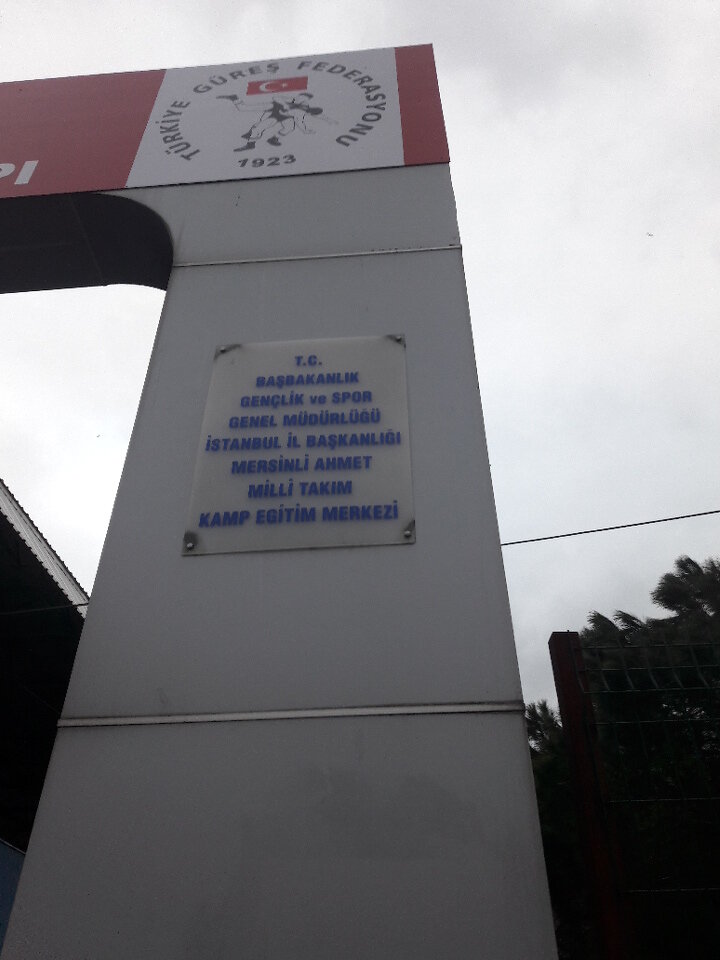 TÜRKİYE GÜREŞ FEDERASYONU
1923
T.C.
BAŞBAKANLIK
GENÇLİK ve SPOR
GENEL MÜDÜRLÜĞÜ
İSTANBUL İL BAŞKANLIĞI
MERSİNLİ AHMET
MİLLİ TAKIM
KAMP EGİTİM MERKEZİ